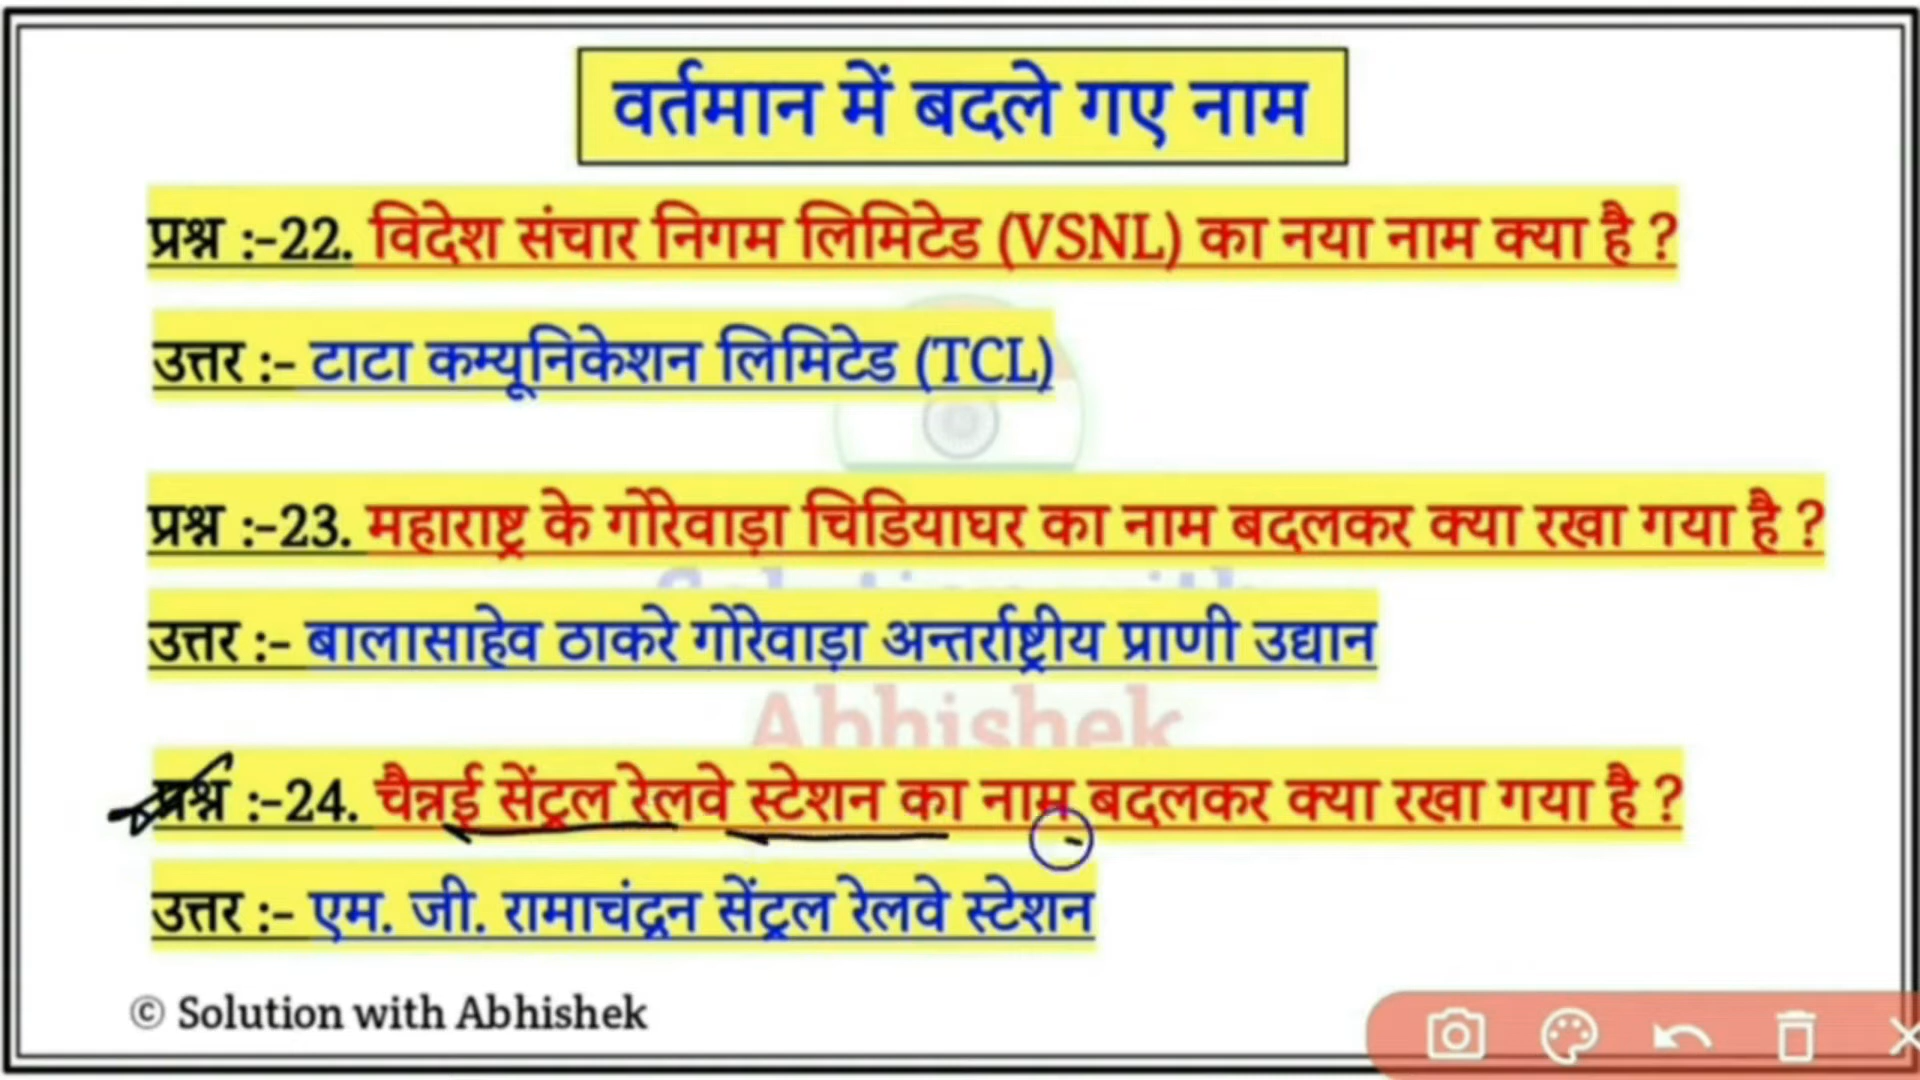 वर्तमान में बदले गए नाम
प्रश्न :-22. विदेश संचार निगम लिमिटेड (VSNL) का नया नाम क्या है ?
उत्तर :- टाटा कम्यूनिकेशन लिमिटेड (TCL)
प्रश्न :-23. महाराष्ट्र के गोरेवाड़ा चिडियाघर का नाम बदलकर क्या रखा गया है ?
उत्तर :- बालासाहेव ठाकरे गोरेवाड़ा अन्तर्राष्ट्रीय प्राणी उद्यान
Abhishek
प्रश्न :-24. चैन्नई सेंट्रल रेलवे स्टेशन का नाम बदलकर क्या रखा गया है ?
उत्तर :- एम. जी. रामाचंद्रन सेंट्रल रेलवे स्टेशन
© Solution with Abhishek